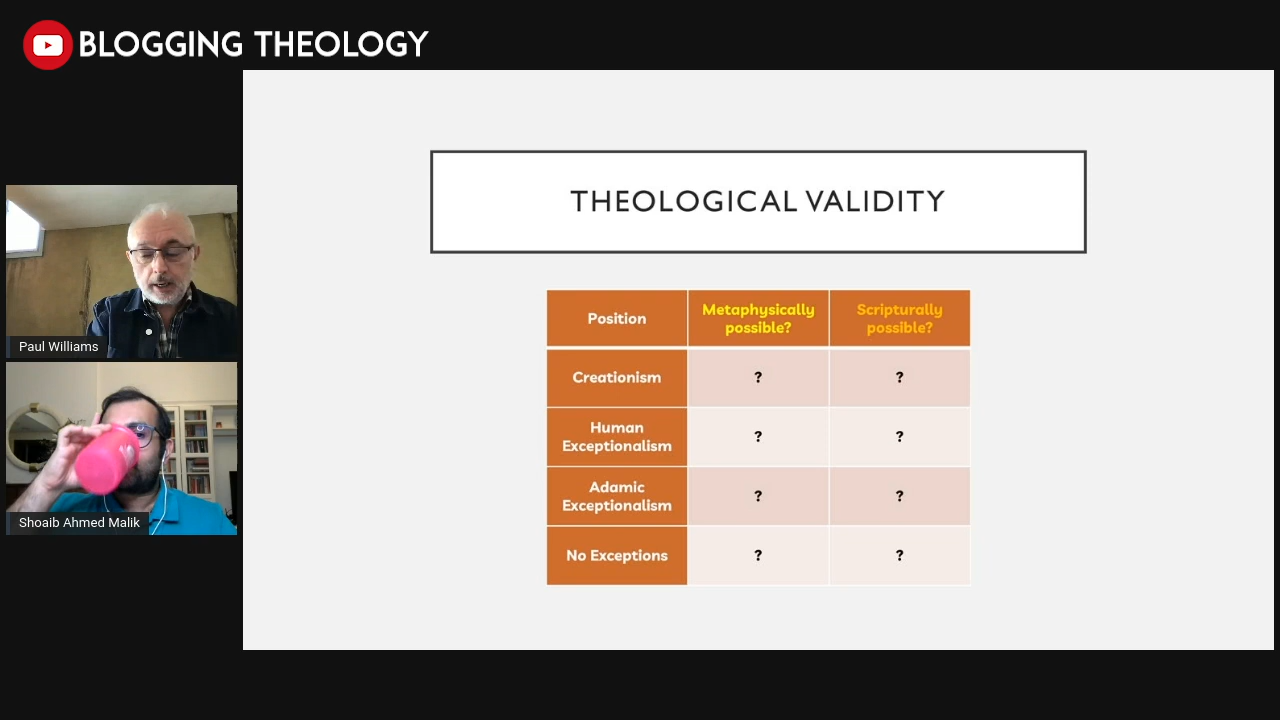 BLOGGING THEOLOGY
Paul Williams
Shoaib Ahmed Malik
THEOLOGICAL VALIDITY
Position
Metaphysically
possible?
Scripturally
possible?
Creationism
?
?
Human
Exceptionalism
?
?
Adamic
Exceptionalism
?
?
No Exceptions
?
?